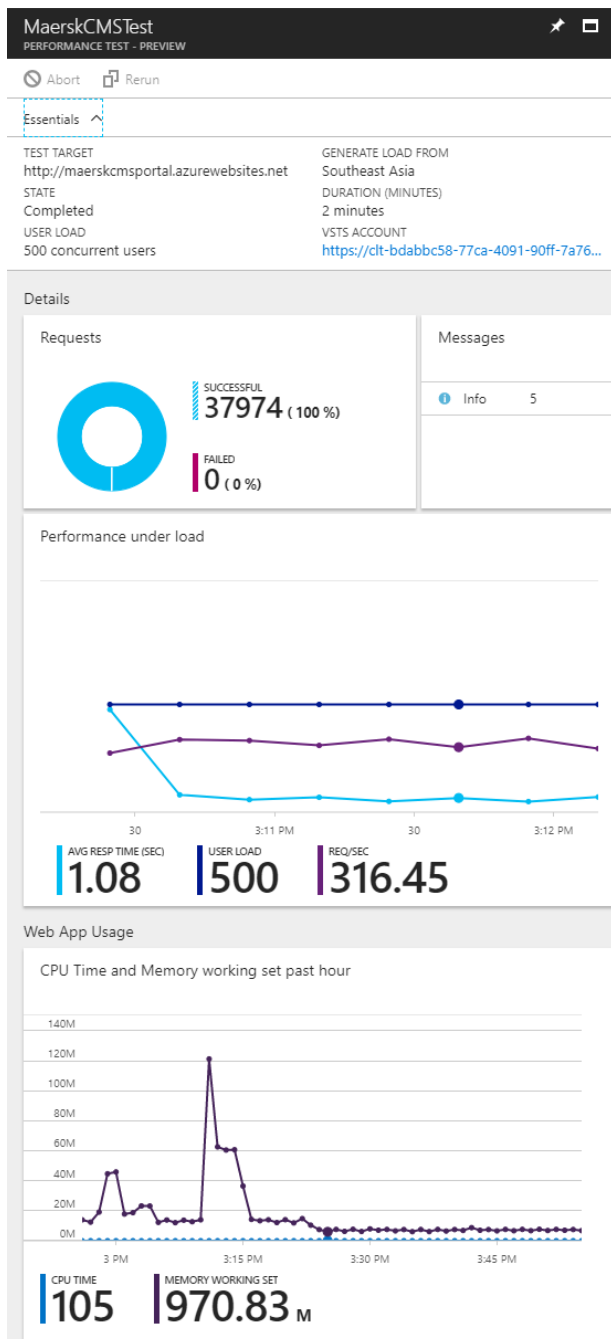 MaerskCMSTest
PERFORMANCE TEST - PREVIEW
Abort Rerun
Essentials
TEST TARGET GENERATE LOAD FROM
http://maerskcmsportal.azurewebsites.net Southeast Asia
STATE DURATION (MINUTES)
Completed 2 minutes
USER LOAD VSTS ACCOUNT
500 concurrent users https://clt-bdabbc58-77ca-4091-90ff-7a76...
Details
Requests Messages
SUCCESSFUL
37974 ( 100 %)
Info 5
FAILED
0 ( 0 %)
Performance under load
30 3:11 PM 30 3:12 PM
AVG RESP TIME (SEC) USER LOAD REQ/SEC
1.08 500 316.45
Web App Usage
CPU Time and Memory working set past hour
140M
120M
100M
80M
60M
40M
20M
0M
3 PM 3:15 PM 3:30 PM 3:45 PM
CPU TIME MEMORY WORKING SET
105 970.83 M